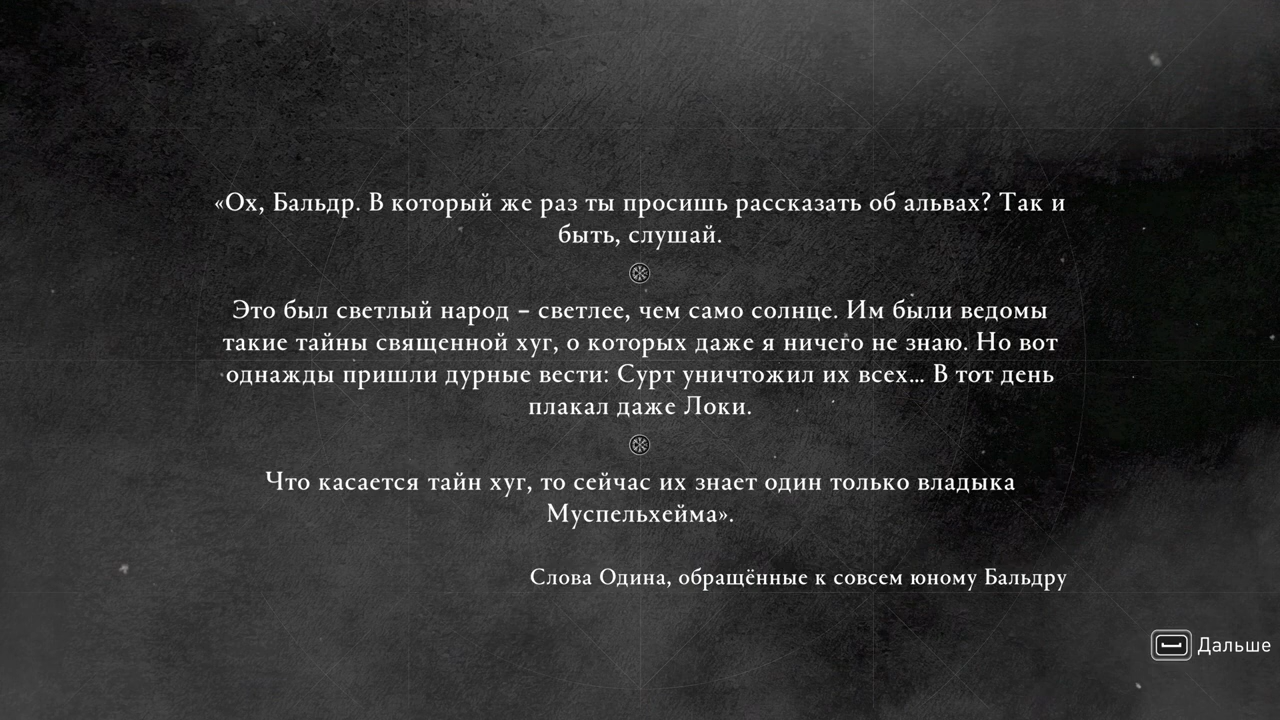 «Ох, Бальдр. В который же раз ты просишь рассказать об альвах? Так и
быть, слушай.
Это был светлый народ – светлее, чем само солнце. Им были ведомы
такие тайны священной хуг, о которых даже я ничего не знаю. Но вот
однажды пришли дурные вести: Сурт уничтожил их всех... В тот день
плакал даже Локи.
Что касается тайн хуг, то сейчас их знает один только владыка
Муспельхейма».
Слова Одина, обращённые к совсем юному Бальдру
Дальше